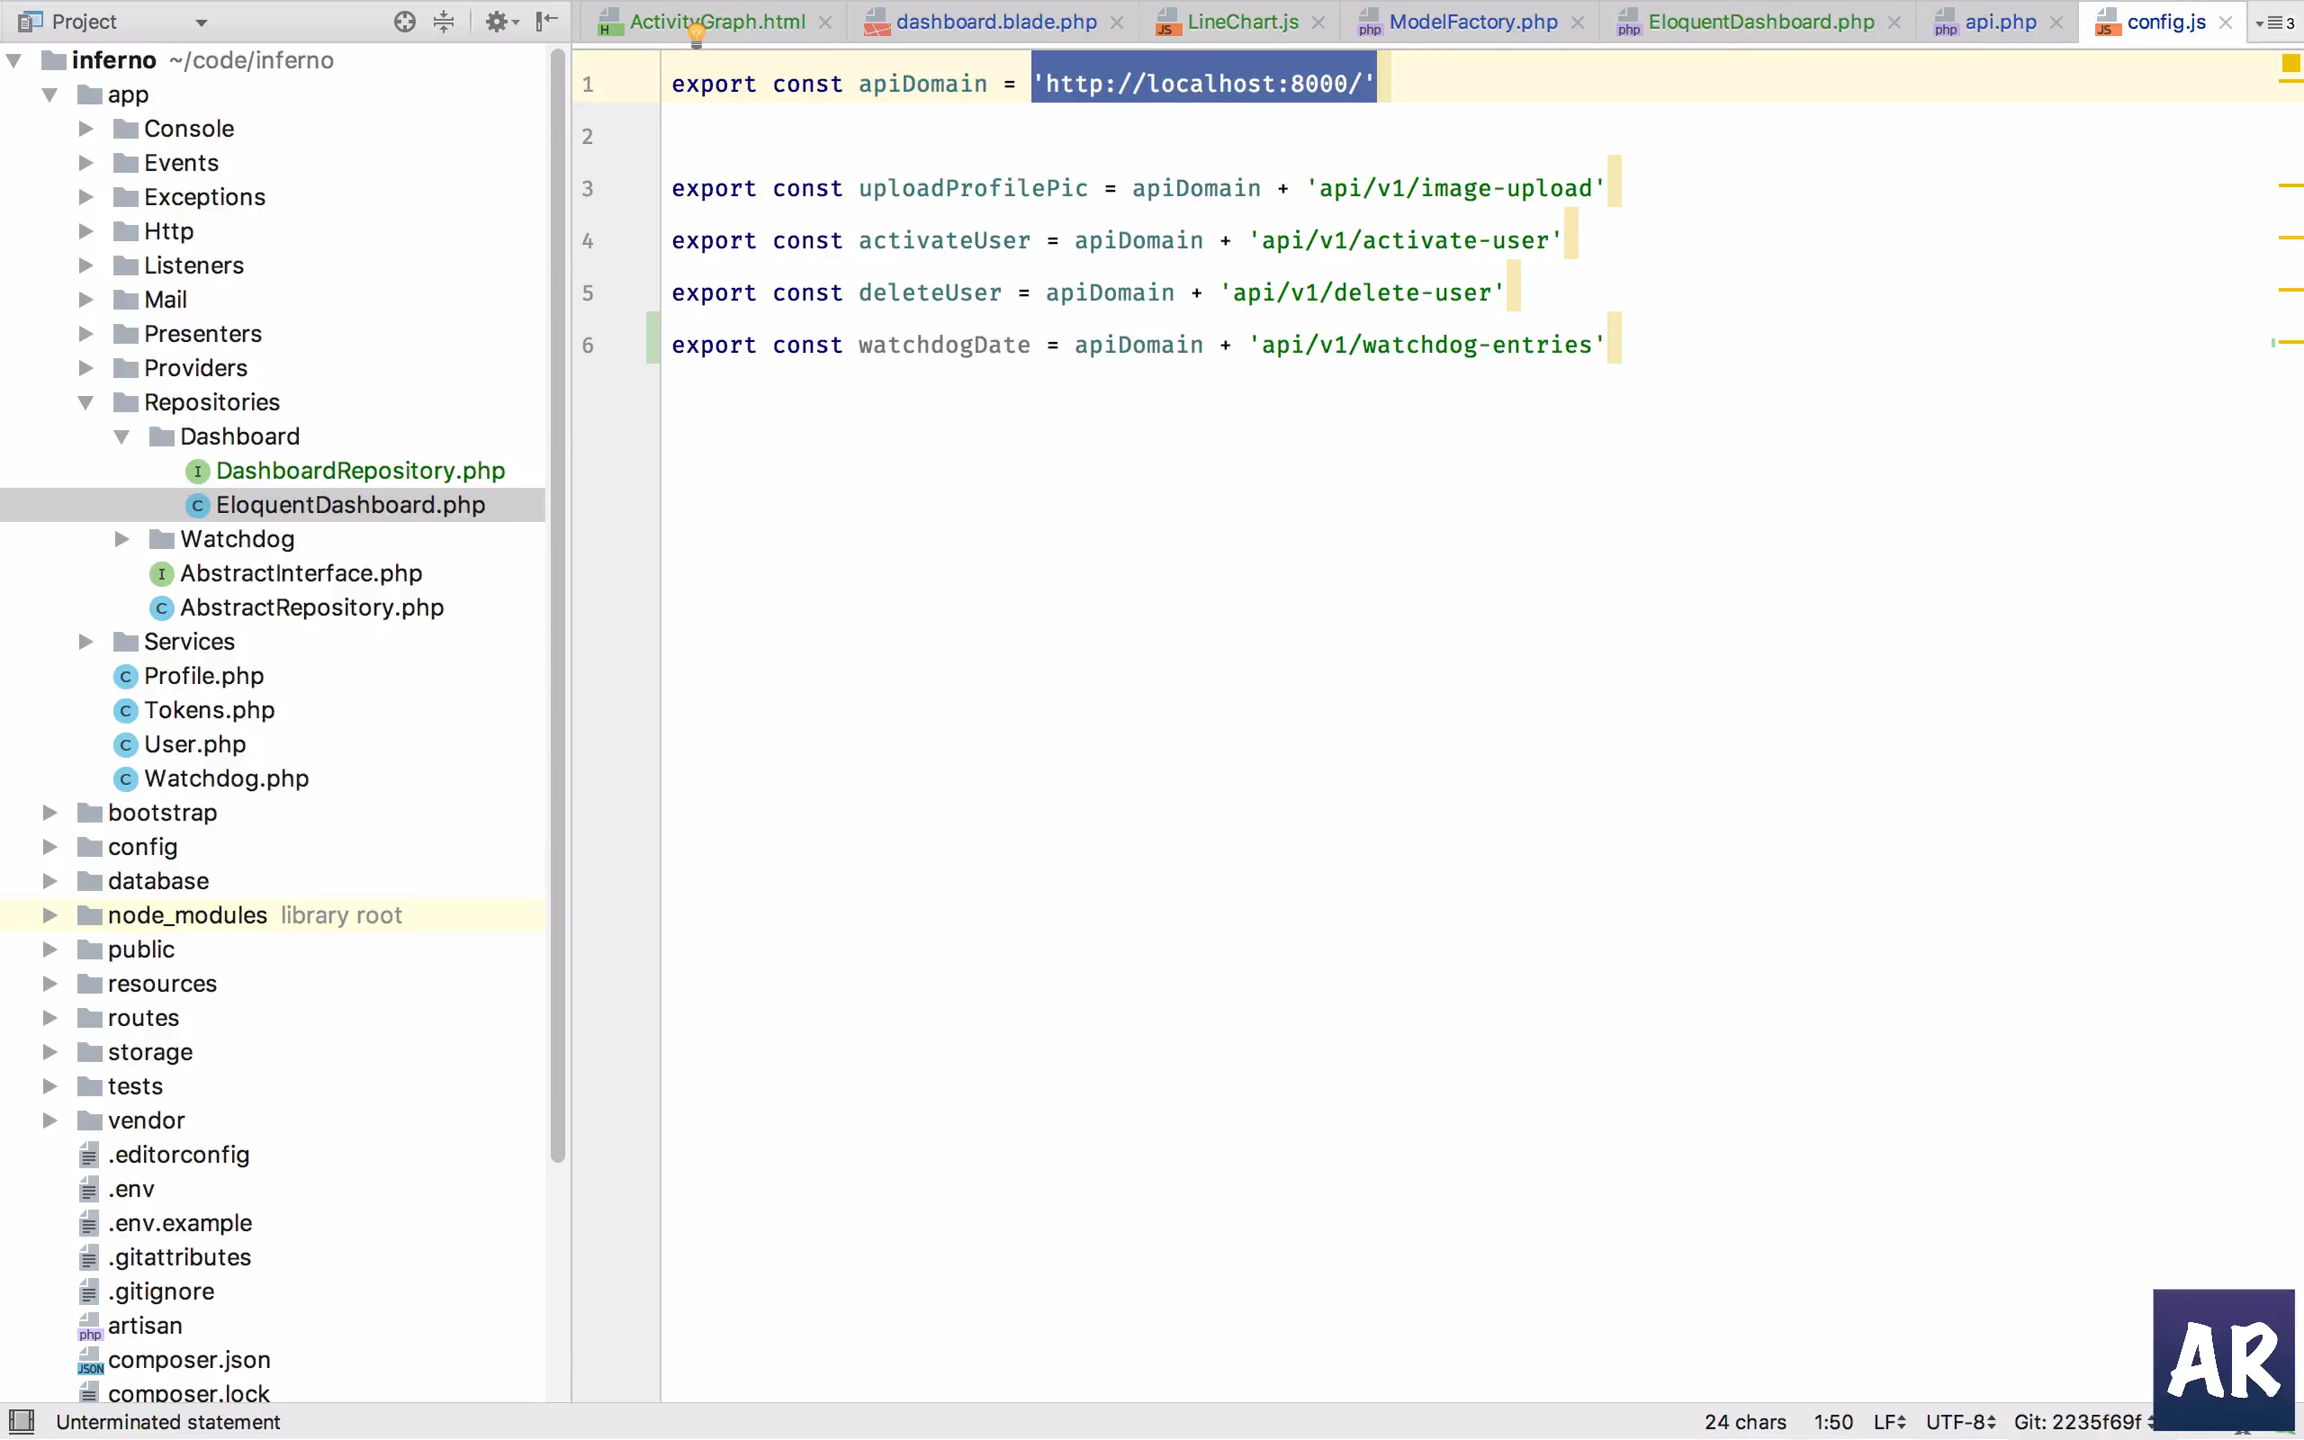 Project
ActivityGraph.html
dashboard.blade.php
LineChart.js
ModelFactory.php
EloquentDashboard.php
api.php
config.js
3
inferno ~/code/inferno
app
Console
Events
Exceptions
Http
Listeners
Mail
Presenters
Providers
Repositories
Dashboard
DashboardRepository.php
EloquentDashboard.php
Watchdog
AbstractInterface.php
AbstractRepository.php
Services
Profile.php
Tokens.php
User.php
Watchdog.php
bootstrap
config
database
node_modules library root
public
resources
routes
storage
tests
vendor
.editorconfig
.env
.env.example
.gitattributes
.gitignore
artisan
composer.json
composer.lock
1 export const apiDomain = 'http://localhost:8000/'
2
3 export const uploadProfilePic = apiDomain + 'api/v1/image-upload'
4 export const activateUser = apiDomain + 'api/v1/activate-user'
5 export const deleteUser = apiDomain + 'api/v1/delete-user'
6 export const watchdogDate = apiDomain + 'api/v1/watchdog-entries'
AR
Unterminated statement
24 chars 1:50 LF UTF-8 Git: 2235f69f